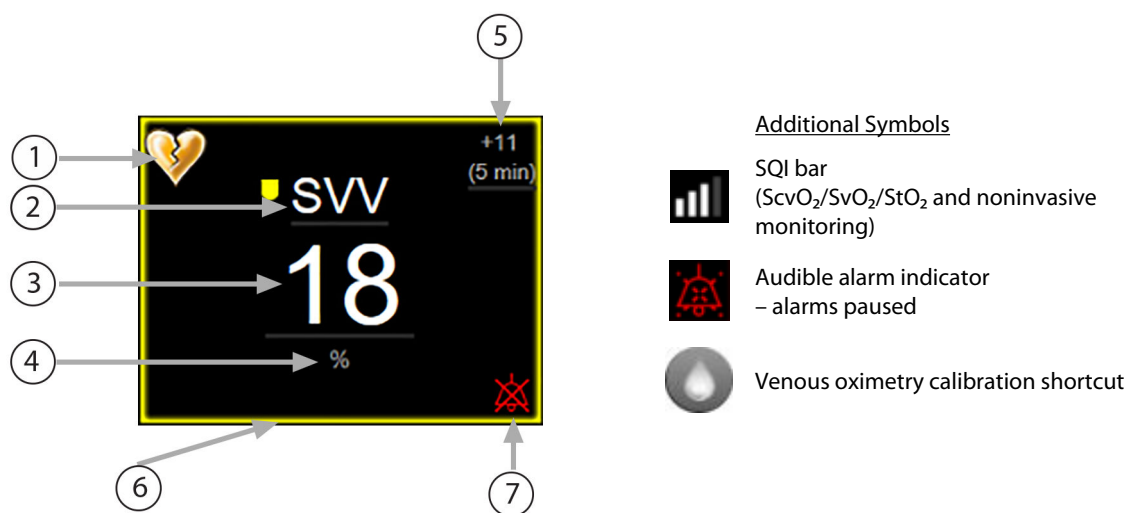 5
1
+11
(5 min)
2
SVV
3
18
4
%
6
7
Additional Symbols
SQI bar
(ScvO₂/SvO₂/StO₂ and noninvasive
monitoring)
Audible alarm indicator
– alarms paused
Venous oximetry calibration shortcut